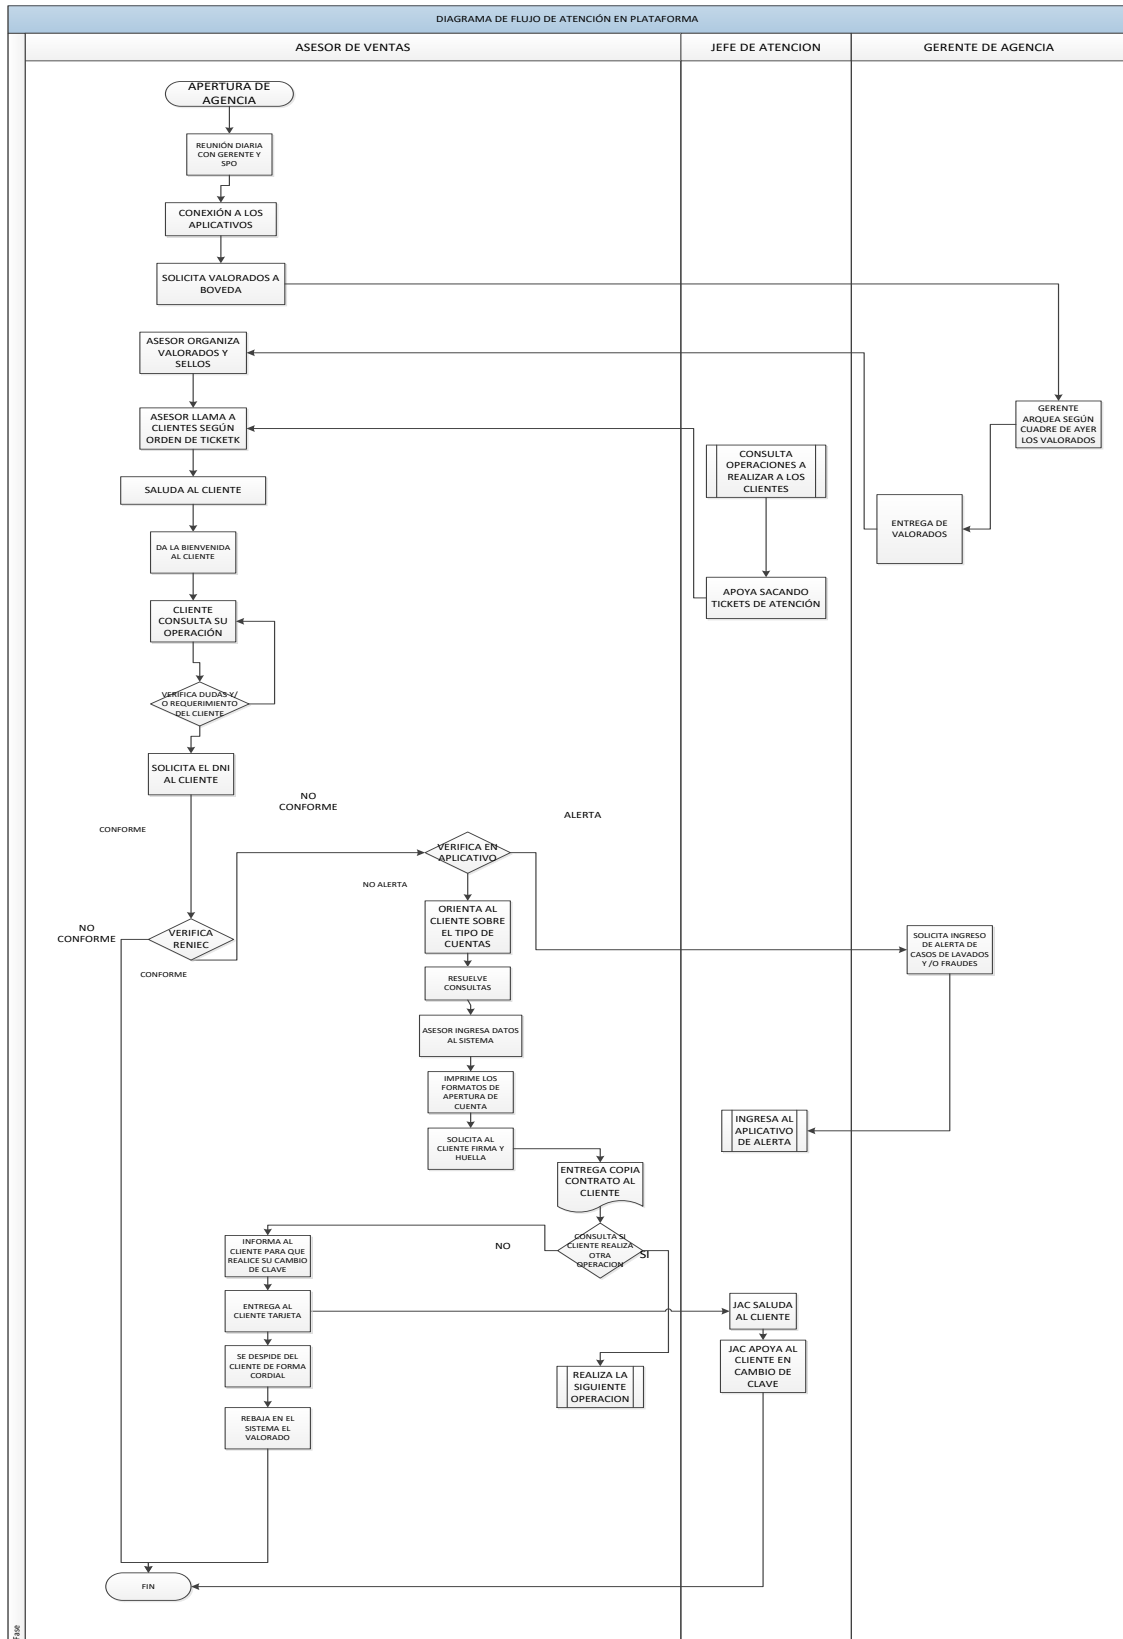 DIAGRAMA DE FLUJO DE ATENCIÓN EN PLATAFORMA
ASESOR DE VENTAS
JEFE DE ATENCION
GERENTE DE AGENCIA
APERTURA DE
AGENCIA
REUNIÓN DIARIA
CON GERENTE Y
SPO
CONEXIÓN A LOS
APLICATIVOS
SOLICITA VALORADOS A
BOVEDA
ASESOR ORGANIZA
VALORADOS Y
SELLOS
ASESOR LLAMA A
CLIENTES SEGÚN
ORDEN DE TICKETK
GERENTE
ARQUEA SEGÚN
CUADRE DE AYER
LOS VALORADOS
CONSULTA
OPERACIONES A
REALIZAR A LOS
CLIENTES
SALUDA AL CLIENTE
ENTREGA DE
VALORADOS
DA LA BIENVENIDA
AL CLIENTE
APOYA SACANDO
TICKETS DE ATENCIÓN
CLIENTE
CONSULTA SU
OPERACIÓN
VERIFICA DUDAS Y/
O REQUERIMIENTO
DEL CLIENTE
SOLICITA EL DNI
AL CLIENTE
NO
CONFORME
ALERTA
CONFORME
VERIFICA EN
APLICATIVO
NO ALERTA
ORIENTA AL
CLIENTE SOBRE
EL TIPO DE
CUENTAS
NO
CONFORME
VERIFICA
RENIEC
SOLICITA INGRESO
DE ALERTA DE
CASOS DE LAVADOS
Y /O FRAUDES
CONFORME
RESUELVE
CONSULTAS
ASESOR INGRESA DATOS
AL SISTEMA
IMPRIME LOS
FORMATOS DE
APERTURA DE
CUENTA
INGRESA AL
APLICATIVO
DE ALERTA
SOLICITA AL
CLIENTE FIRMA Y
HUELLA
ENTREGA COPIA
CONTRATO AL
CLIENTE
INFORMA AL
CLIENTE PARA QUE
REALICE SU CAMBIO
DE CLAVE
NO
CONSULTA SI
CLIENTE REALIZA
OTRA
OPERACION
SI
ENTREGA AL
CLIENTE TARJETA
JAC SALUDA
AL CLIENTE
SE DESPIDE DEL
CLIENTE DE FORMA
CORDIAL
JAC APOYA AL
CLIENTE EN
CAMBIO DE
CLAVE
REALIZA LA
SIGUIENTE
OPERACION
REBAJA EN EL
SISTEMA EL
VALORADO
FIN
Fase